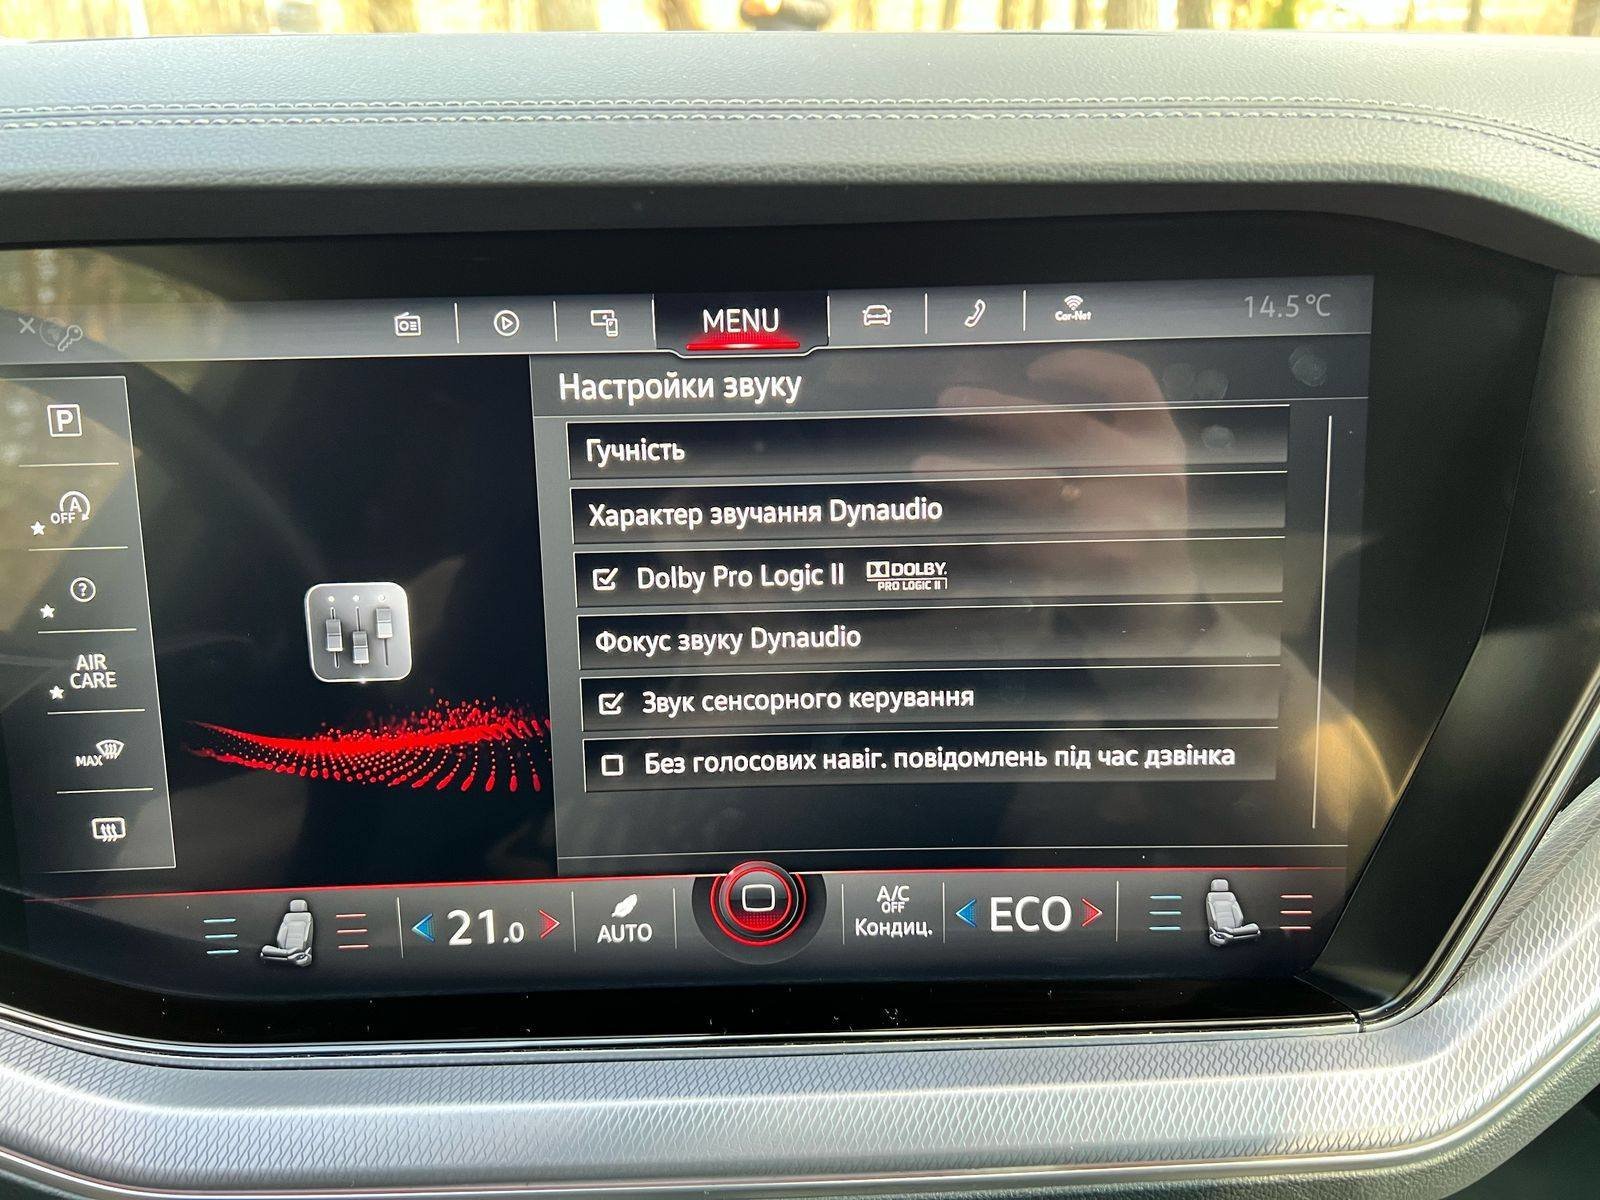 MENU
Car-Net
14.5°C
Настройки звуку
P
Гучність
A
OFF
Характер звучання Dynaudio
?
Dolby Pro Logic II DOLBY.
PRO LOGIC II
Фокус звуку Dynaudio
AIR
CARE
Звук сенсорного керування
MAX
Без голосових навіг. повідомлень під час дзвінка
21.0
AUTO
A/C
OFF
Кондиц.
ECO